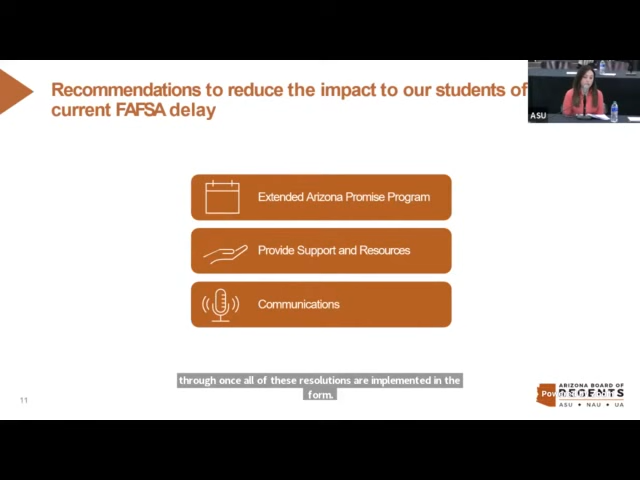 Recommendations to reduce the impact to our students of
current FAFSA delay
ASU
Extended Arizona Promise Program
Provide Support and Resources
Communications
through once all of these resolutions are implemented in the
form.
11
ARIZONA BOARD OF
REGENTS
ASU • NAU • UA